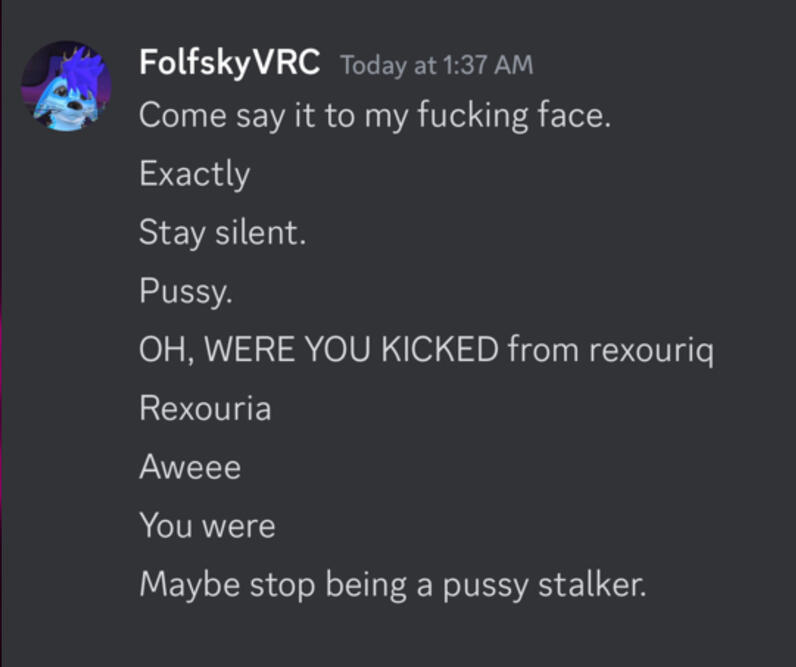 FolfskyVRC Today at 1:37 AM
Come say it to my fucking face.
Exactly
Stay silent.
Pussy.
OH, WERE YOU KICKED from rexouriq
Rexouria
Aweee
You were
Maybe stop being a pussy stalker.